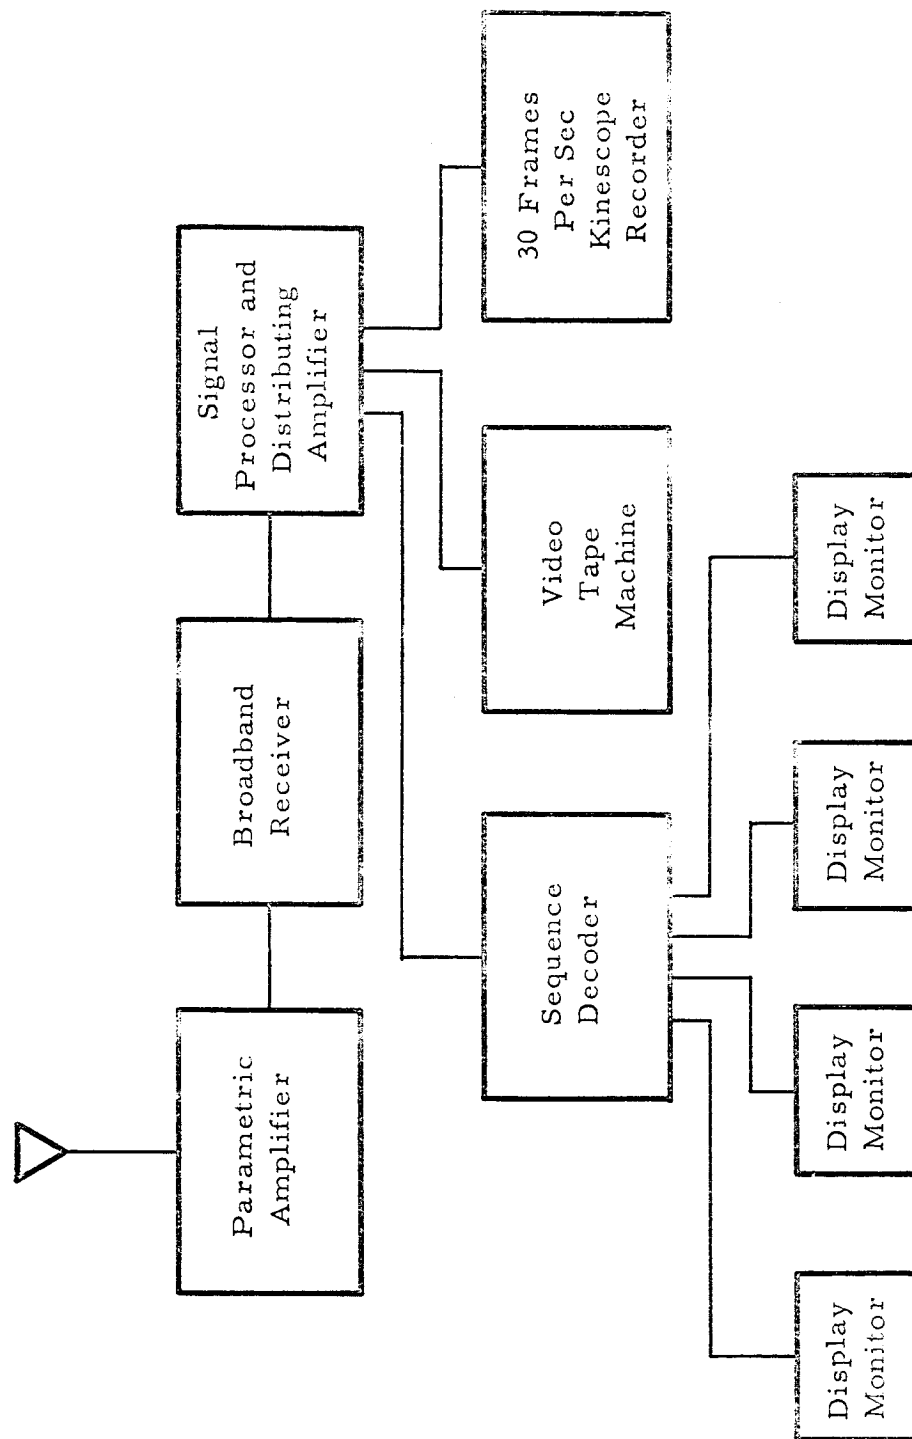 Parametric
Amplifier
Broadband
Receiver
Signal
Processor and
Distributing
Amplifier
Sequence
Decoder
Video
Tape
Machine
30 Frames
Per Sec
Kinescope
Recorder
Display
Monitor
Display
Monitor
Display
Monitor
Display
Monitor